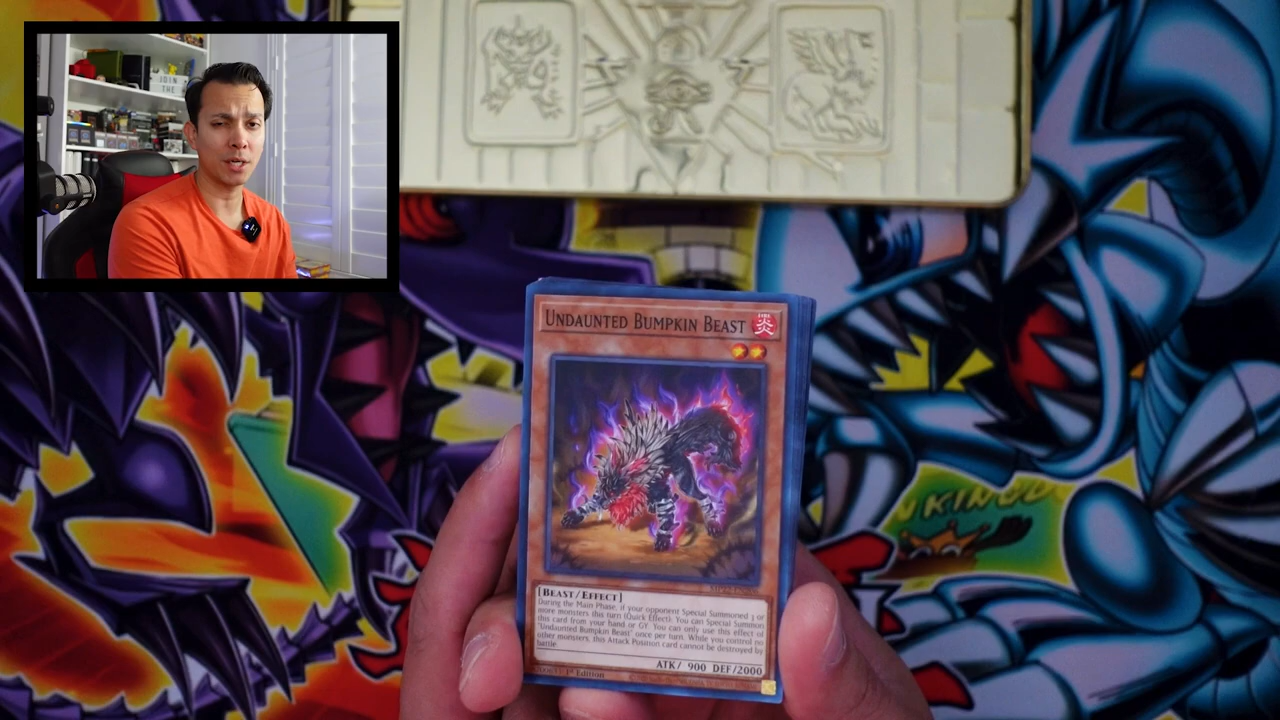 JOIN
THE
UNDAUNTED BUMPKIN BEAST
炎
[BEAST/EFFECT]
During the Main Phase, if your opponent Special Summoned 3 or
more monsters this turn (Quick Effect): You can Special Summon
this card from your hand or GY. You can only use this effect of
"Undaunted Bumpkin Beast" once per turn. While you control no
other monsters, this Attack Position card cannot be destroyed by
battle.
ATK/ 900 DEF/2000
1st Edition